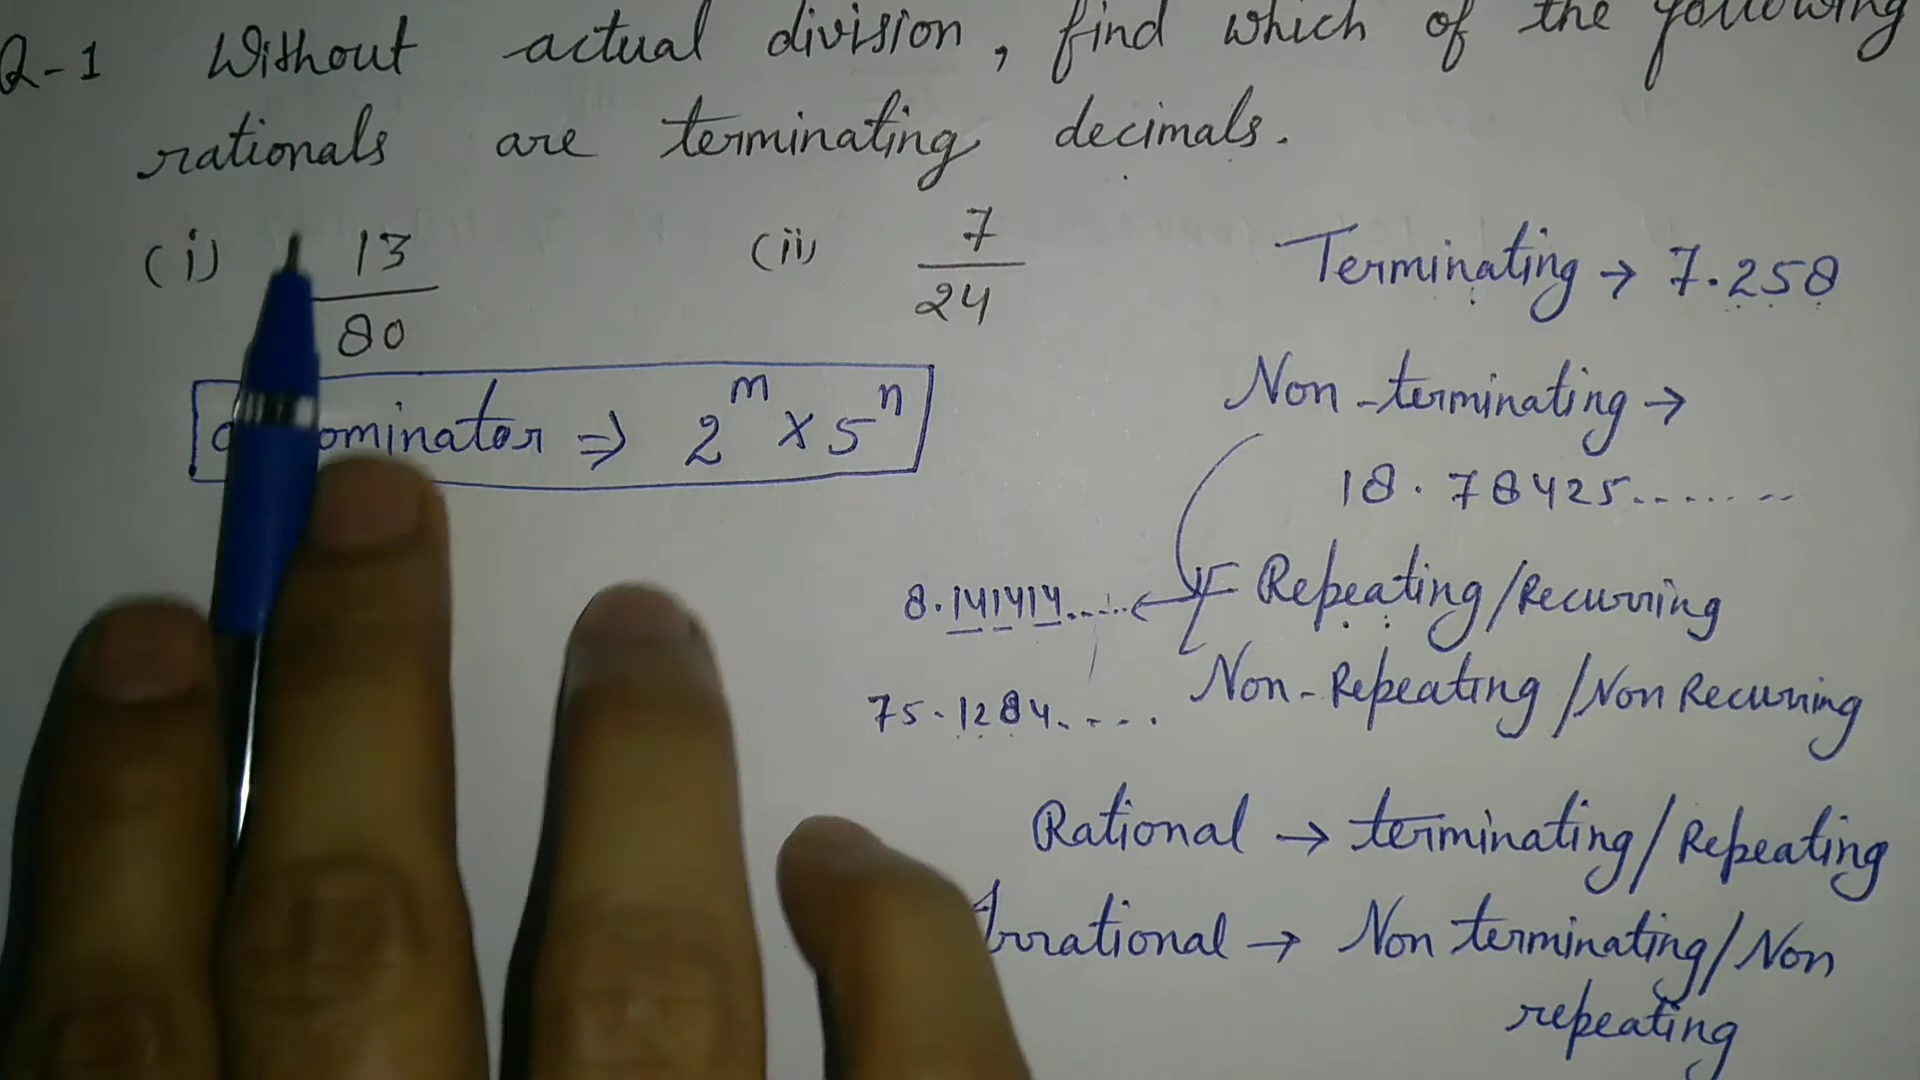 Q-1 Without actual division, find which of the following
rationals are terminating decimals.
(i) 13/80 (ii) 7/24
denominator ⇒ 2^m × 5^n
Terminating → 7.258
Non-terminating →
18.78425.......
8.141414...... ← Repeating/Recurring
75.1284..... Non-Repeating/Non Recurring
Rational → terminating/Repeating
Irrational → Non terminating/Non
repeating